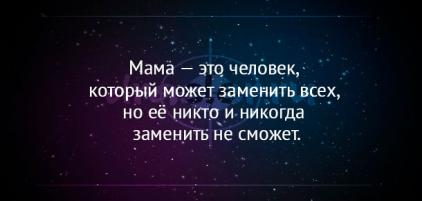 Мама — это человек,
который может заменить всех,
но её никто и никогда
заменить не сможет.